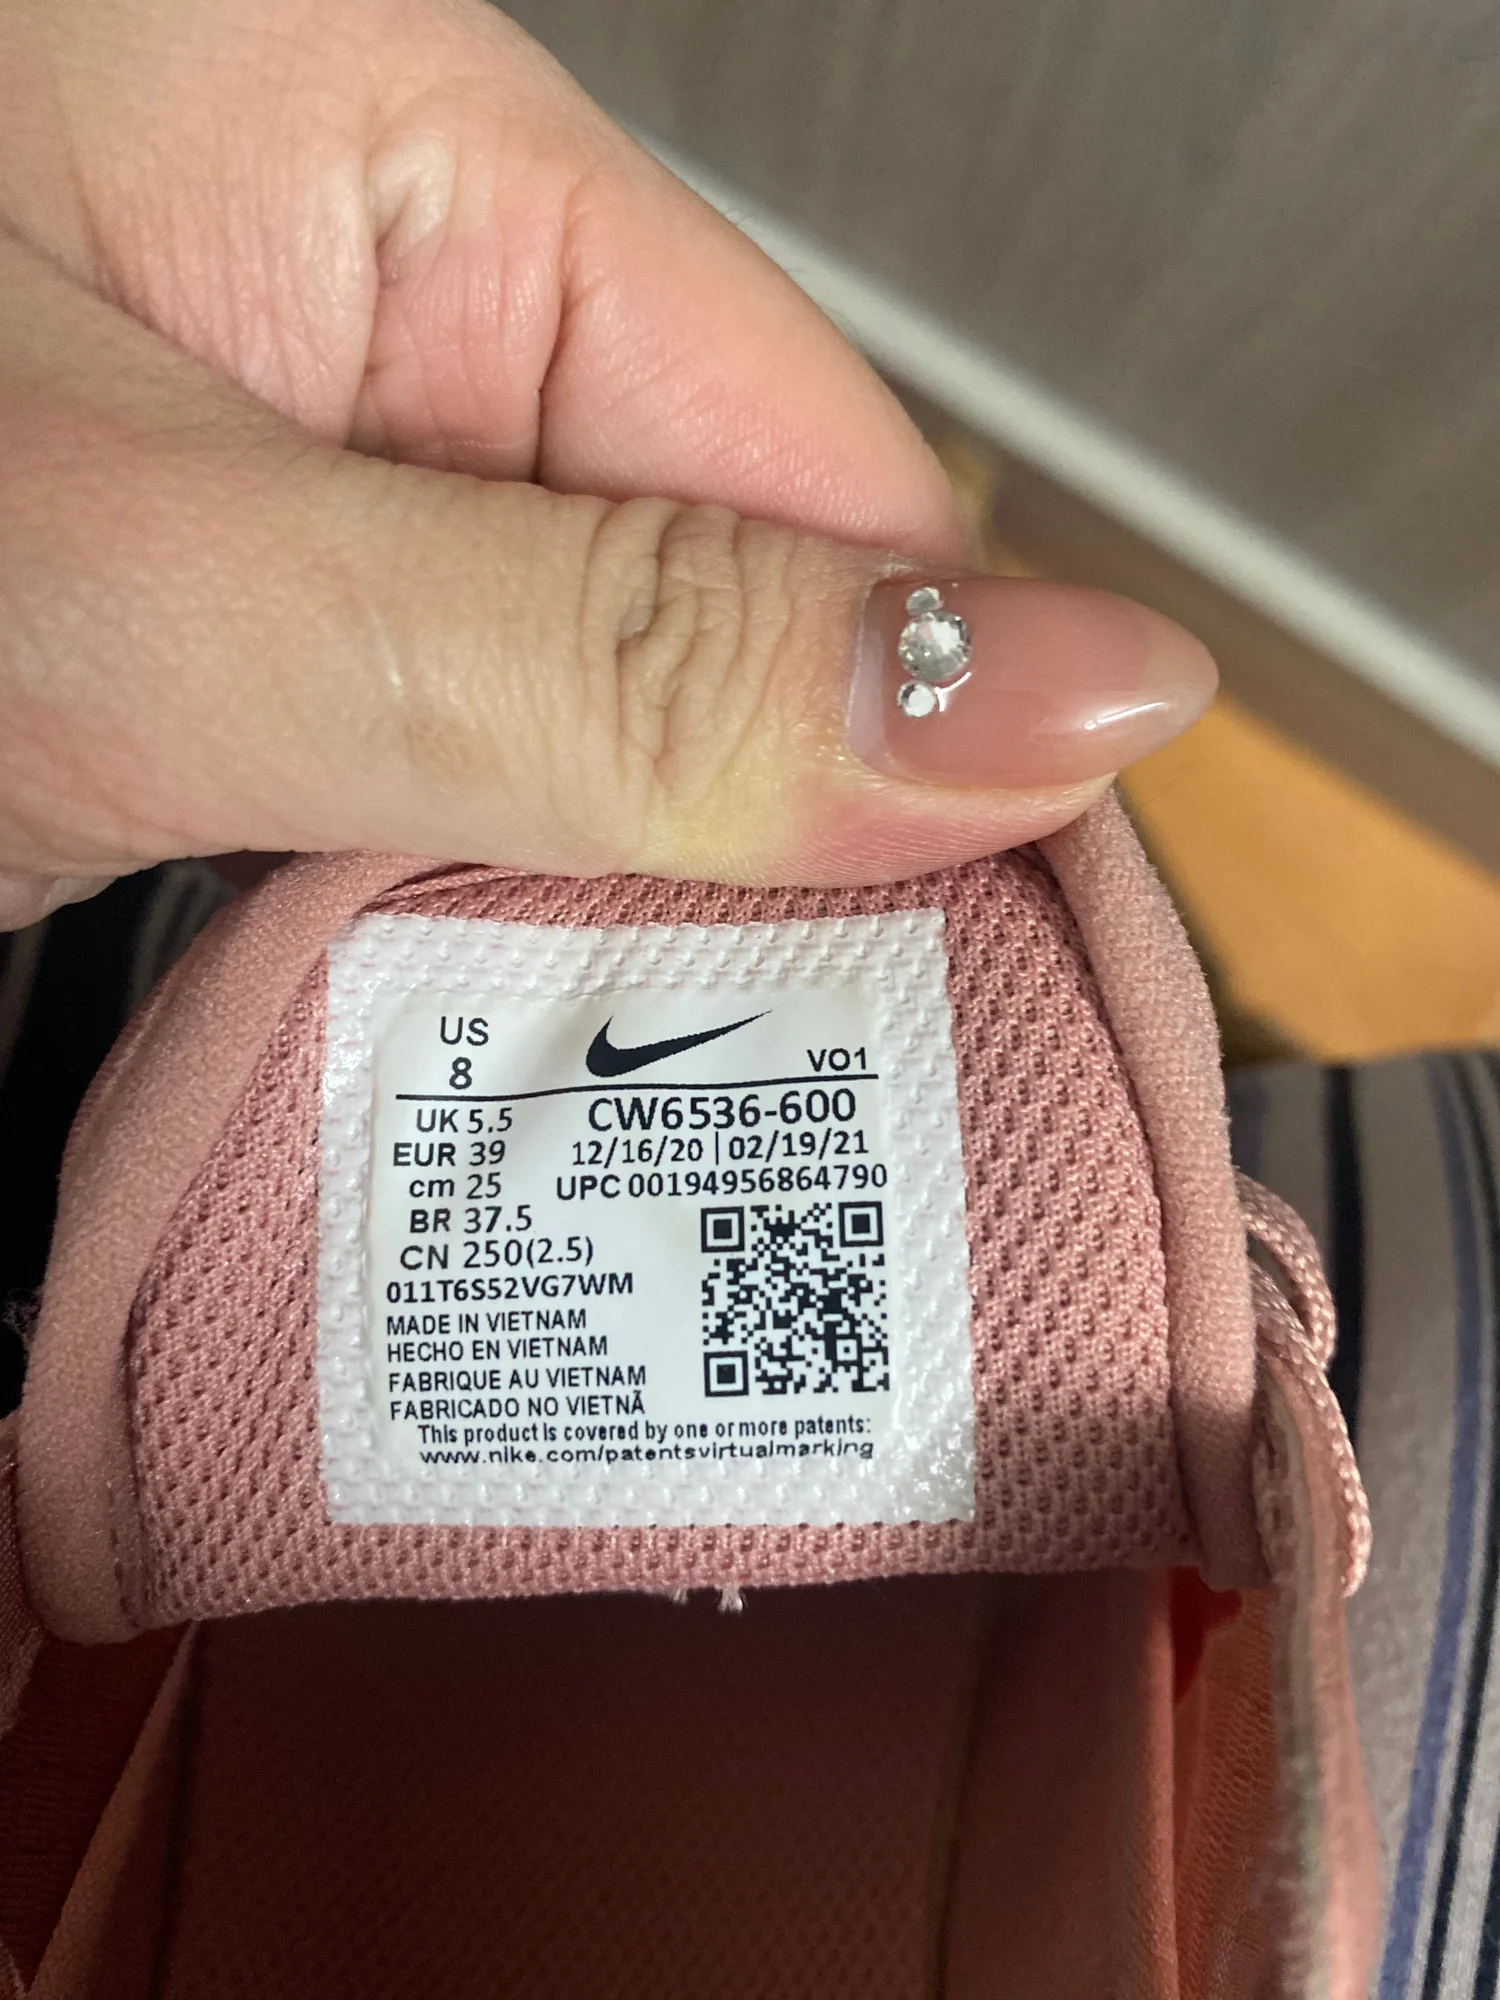 US
8
VO1
UK 5.5
CW6536-600
EUR 39
12/16/20 | 02/19/21
cm 25
UPC 00194956864790
BR 37.5
CN 250(2.5)
011T6S52VG7WM
MADE IN VIETNAM
HECHO EN VIETNAM
FABRIQUE AU VIETNAM
FABRICADO NO VIETNÃ
This product is covered by one or more patents:
www.nike.com/patentsvirtualmarking